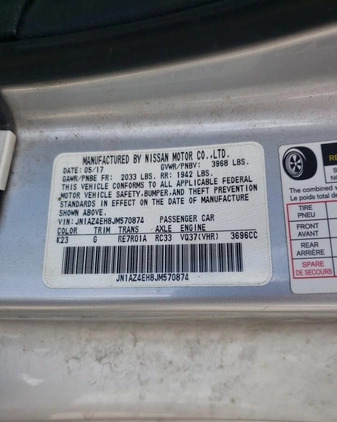 MANUFACTURED BY NISSAN MOTOR CO.,LTD.
DATE: 05/17 GVWR/PNBV: 3968 LBS.
GAWR/PNBE FR: 2033 LBS. RR: 1942 LBS.
THIS VEHICLE CONFORMS TO ALL APPLICABLE FEDERAL
MOTOR VEHICLE SAFETY,BUMPER,AND THEFT PREVENTION
STANDARDS IN EFFECT ON THE DATE OF MANUFACTURE
SHOWN ABOVE.
VIN: JN1AZ4EH8JM570874 PASSENGER CAR
COLOR TRIM TRANS AXLE ENGINE
K23 G RE7R01A RC33 VQ37(VHR) 3696CC
JN1AZ4EH8JM570874
The combined
Le poids total de
TIRE
PNEU
FRONT
AVANT
REAR
ARRIÈRE
SPARE
DE SECOURS